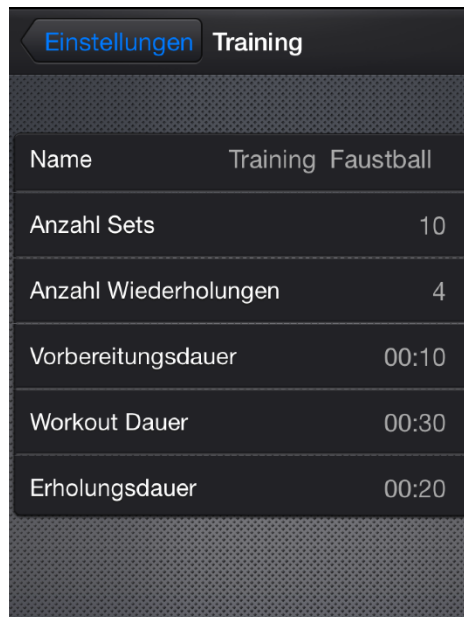 Einstellungen Training
Name Training Faustball
Anzahl Sets 10
Anzahl Wiederholungen 4
Vorbereitungsdauer 00:10
Workout Dauer 00:30
Erholungsdauer 00:20